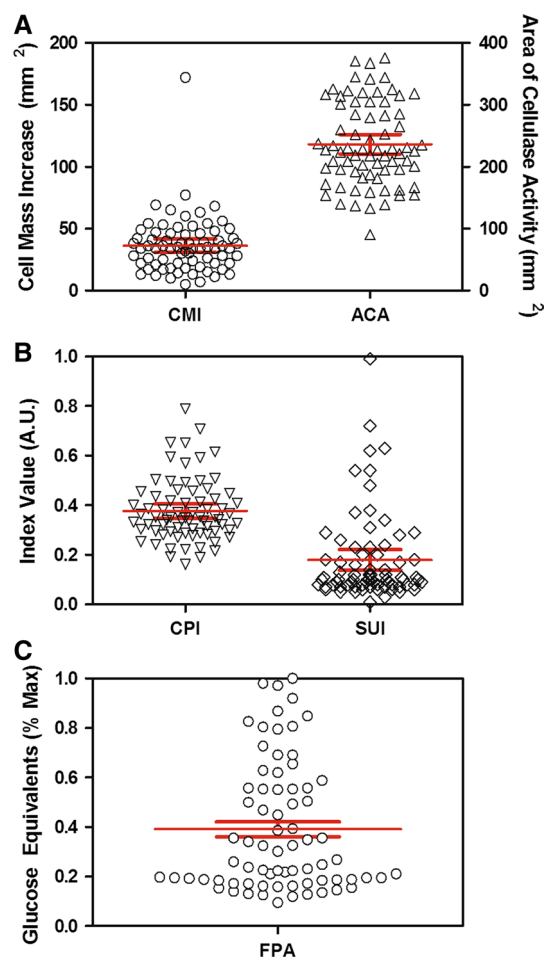 A
Cell Mass Increase (mm 2)
200
150
100
50
0
Area of Cellulase Activity (mm 2)
400
300
200
100
0
CMI ACA
B
Index Value (A.U.)
1.0
0.8
0.6
0.4
0.2
0.0
CPI SUI
C
Glucose Equivalents (% Max)
1.0
0.8
0.6
0.4
0.2
0.0
FPA